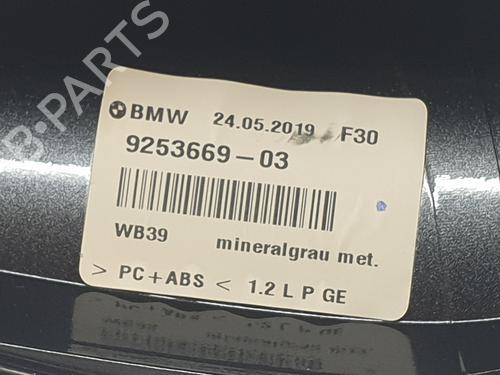 B-PARTS
BMW 24.05.2019 F30
9253669-03
WB39 mineralgrau met.
> PC+ABS < 1.2 L P GE